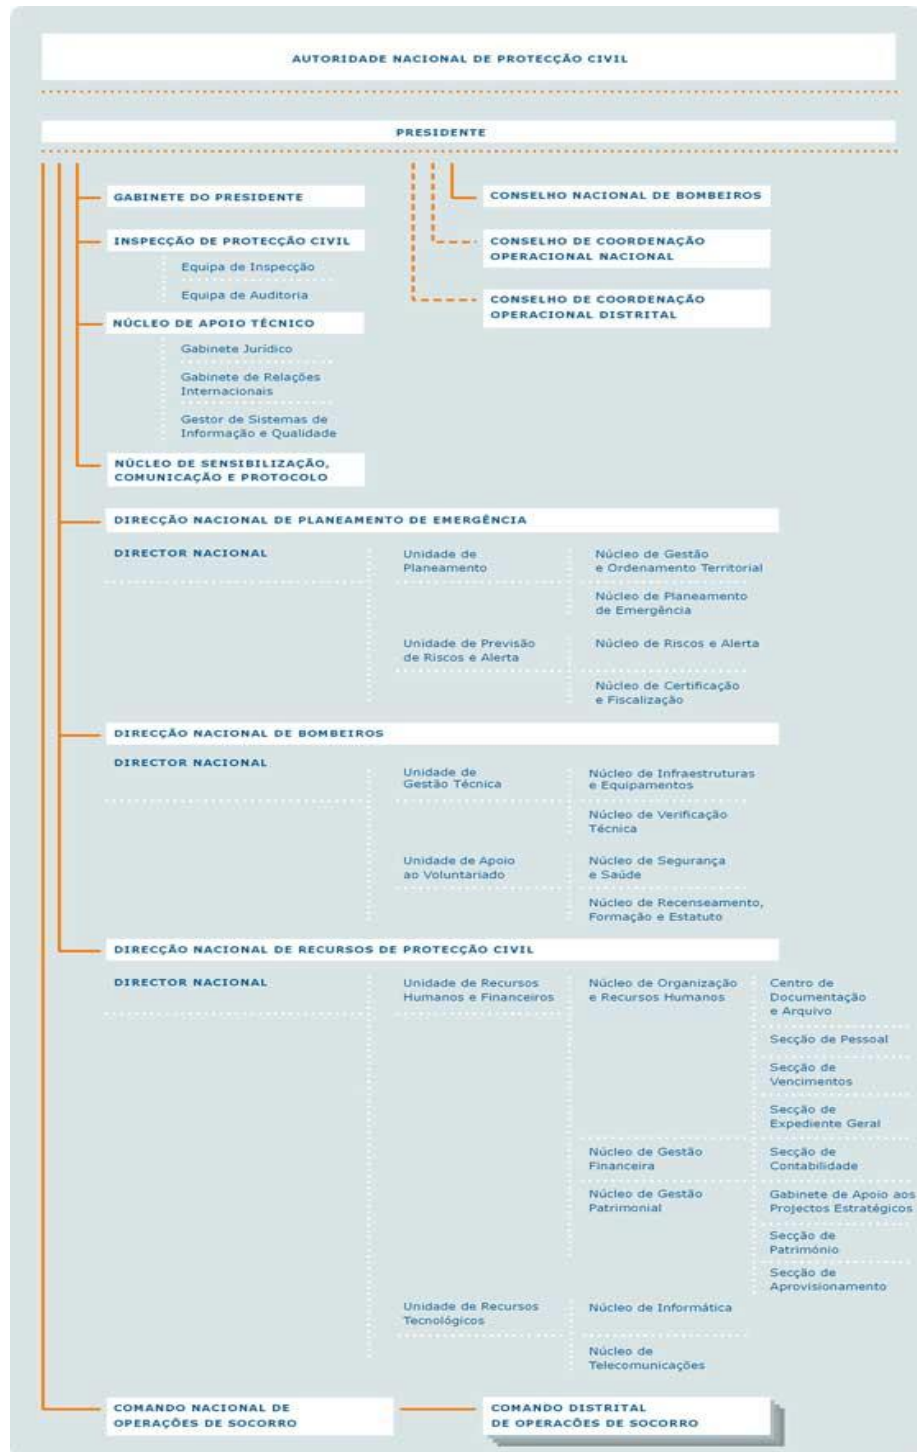 AUTORIDADE NACIONAL DE PROTECÇÃO CIVIL
PRESIDENTE
GABINETE DO PRESIDENTE
INSPECÇÃO DE PROTECÇÃO CIVIL
Equipa de Inspecção
Equipa de Auditoria
NÚCLEO DE APOIO TÉCNICO
Gabinete Jurídico
Gabinete de Relações
Internacionais
Gestor de Sistemas de
Informação e Qualidade
NÚCLEO DE SENSIBILIZAÇÃO,
COMUNICAÇÃO E PROTOCOLO
CONSELHO NACIONAL DE BOMBEIROS
CONSELHO DE COORDENAÇÃO
OPERACIONAL NACIONAL
CONSELHO DE COORDENAÇÃO
OPERACIONAL DISTRITAL
DIRECÇÃO NACIONAL DE PLANEAMENTO DE EMERGÊNCIA
DIRECTOR NACIONAL
Unidade de
Planeamento
Núcleo de Gestão
e Ordenamento Territorial
Núcleo de Planeamento
de Emergência
Unidade de Previsão
de Riscos e Alerta
Núcleo de Riscos e Alerta
Núcleo de Certificação
e Fiscalização
DIRECÇÃO NACIONAL DE BOMBEIROS
DIRECTOR NACIONAL
Unidade de
Gestão Técnica
Núcleo de Infraestruturas
e Equipamentos
Núcleo de Verificação
Técnica
Unidade de Apoio
ao Voluntariado
Núcleo de Segurança
e Saúde
Núcleo de Recenseamento,
Formação e Estatuto
DIRECÇÃO NACIONAL DE RECURSOS DE PROTECÇÃO CIVIL
DIRECTOR NACIONAL
Unidade de Recursos
Humanos e Financeiros
Núcleo de Organização
e Recursos Humanos
Centro de
Documentação
e Arquivo
Secção de Pessoal
Secção de
Vencimentos
Secção de
Expediente Geral
Núcleo de Gestão
Financeira
Secção de
Contabilidade
Núcleo de Gestão
Patrimonial
Gabinete de Apoio aos
Projectos Estratégicos
Secção de
Património
Secção de
Aprovisionamento
Unidade de Recursos
Tecnológicos
Núcleo de Informática
Núcleo de
Telecomunicações
COMANDO NACIONAL DE
OPERAÇÕES DE SOCORRO
COMANDO DISTRITAL
DE OPERACÕES DE SOCORRO